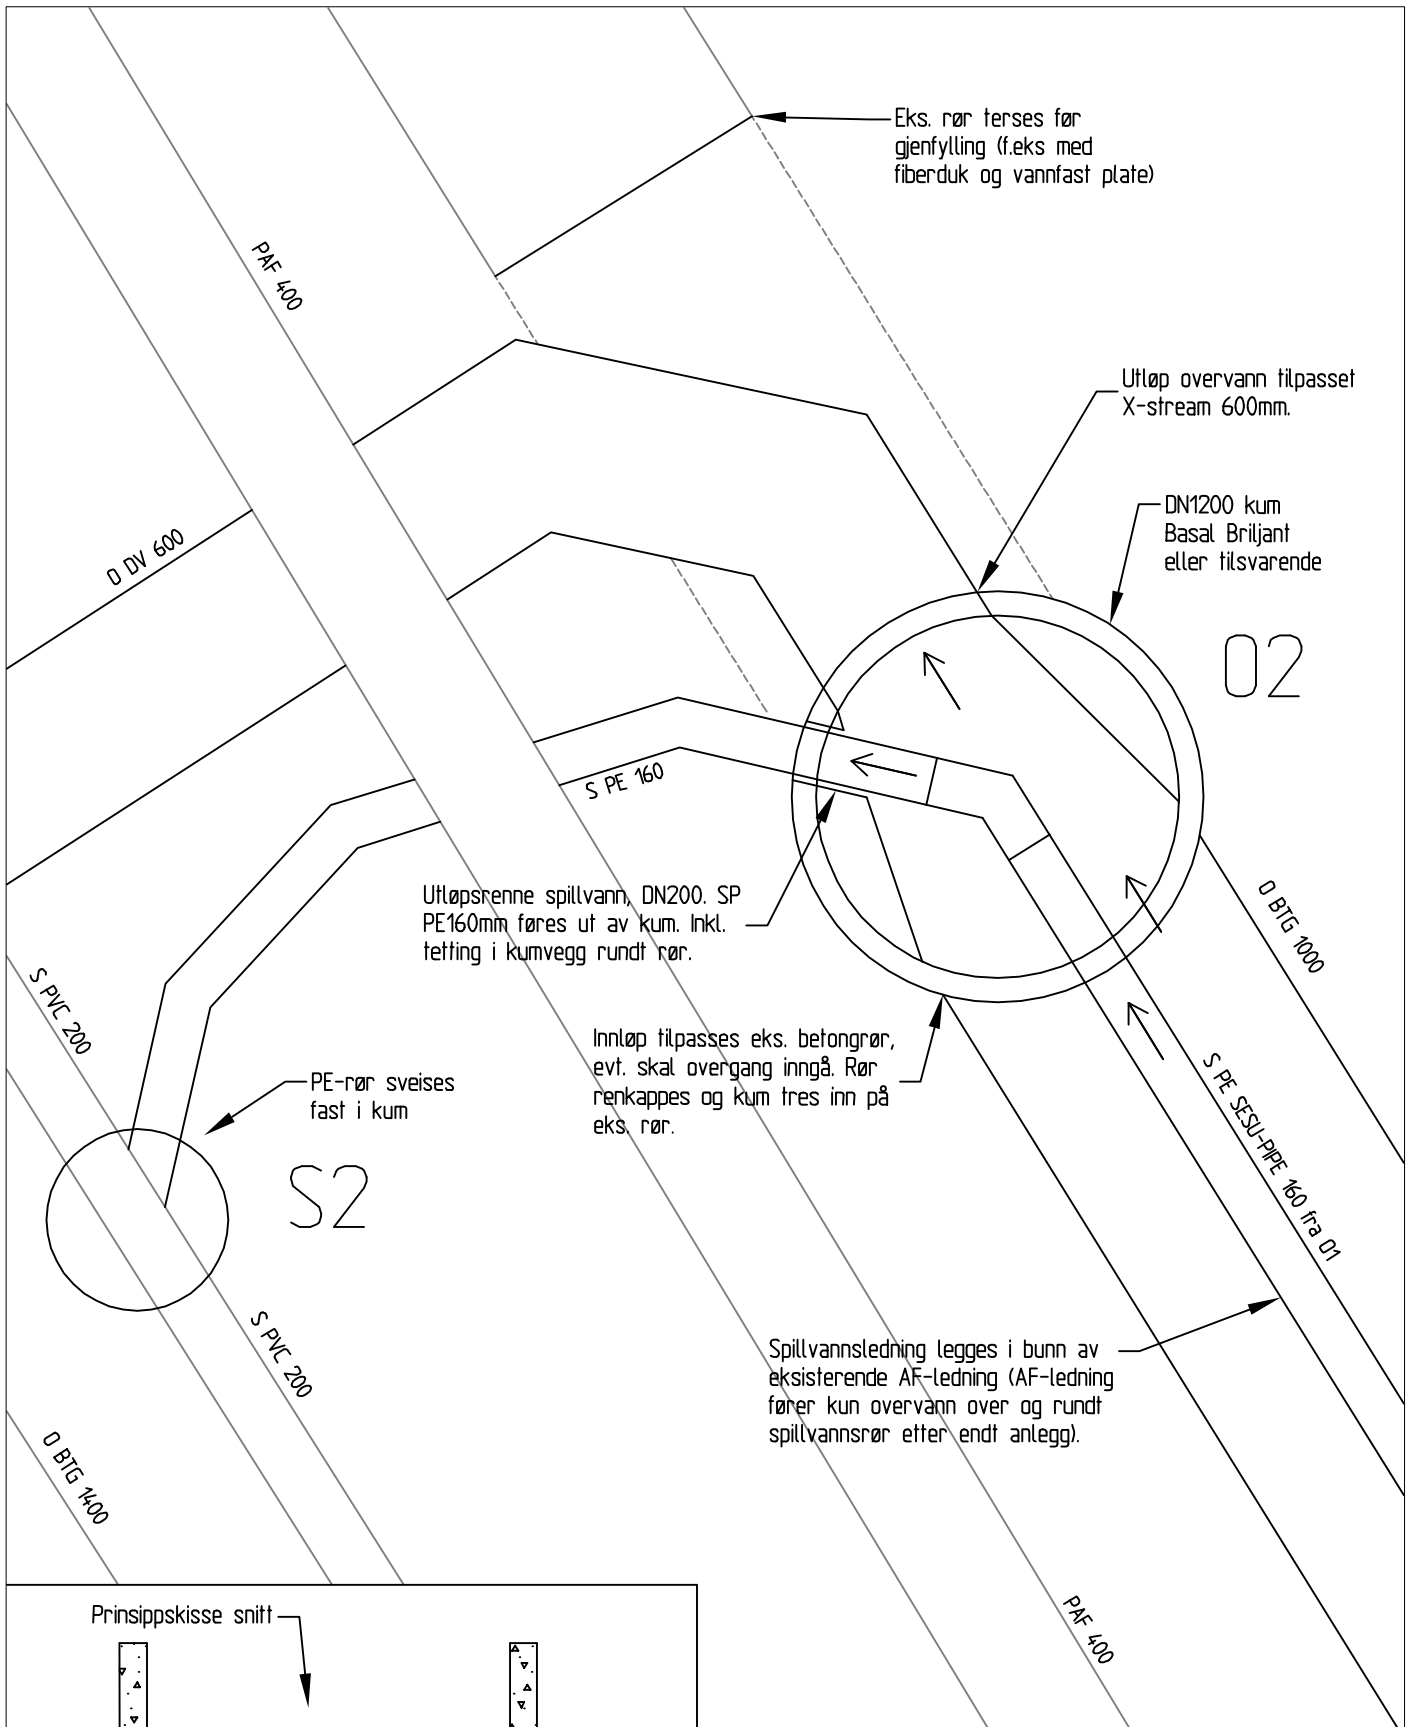 Eks. rør terses før
gjenfylling (f.eks med
fiberduk og vannfast plate)
PAF 400
Utløp overvann tilpasset
X-stream 600mm.
DN1200 kum
Basal Briljant
eller tilsvarende
O DV 600
O2
S PE 160
Utløpsrenne spillvann, DN200. SP
PE160mm føres ut av kum. Inkl.
tetting i kumvegg rundt rør.
O BTG 1000
S PVC 200
Innløp tilpasses eks. betongrør,
evt. skal overgang inngå. Rør
renkappes og kum tres inn på
eks. rør.
PE-rør sveises
fast i kum
S PE SESU-PIPE 160 fra O1
S2
S PVC 200
Spillvannsledning legges i bunn av
eksisterende AF-ledning (AF-ledning
fører kun overvann over og rundt
spillvannsrør etter endt anlegg).
O BTG 1400
Prinsippskisse snitt
PAF 400